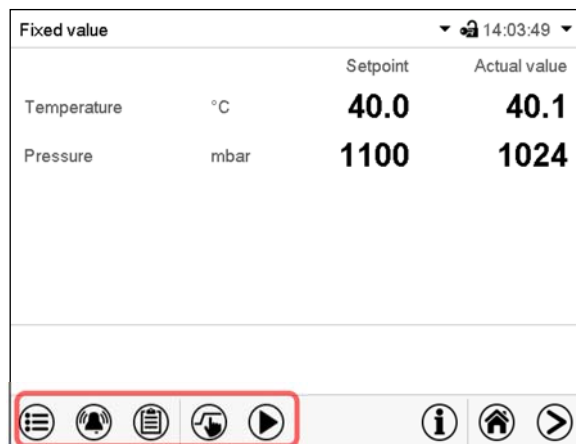 Fixed value 14:03:49
Setpoint Actual value
Temperature °C 40.0 40.1
Pressure mbar 1100 1024